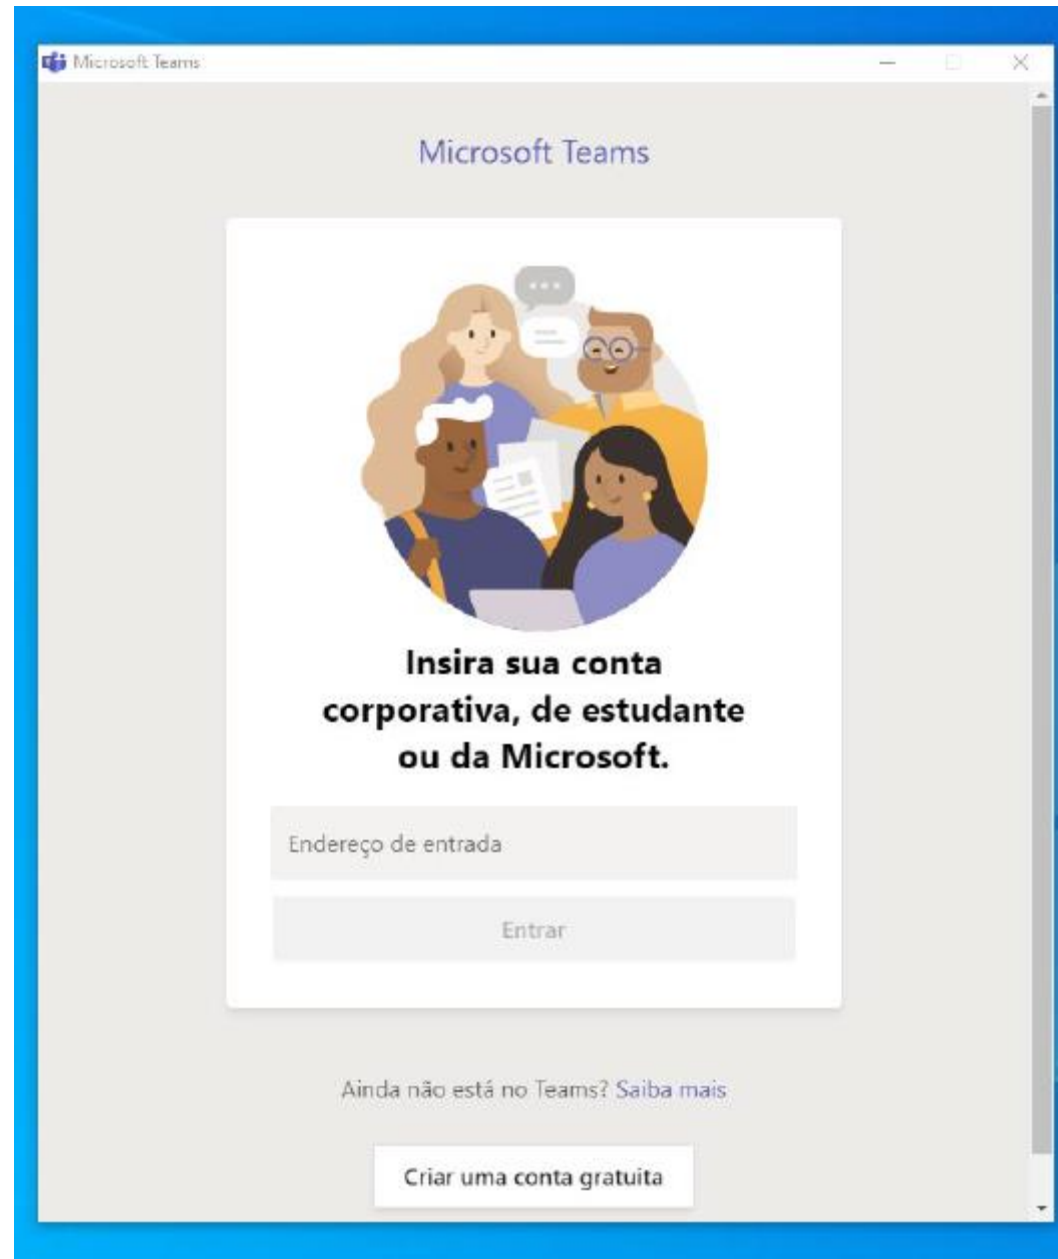 Microsoft Teams
Microsoft Teams
Insira sua conta
corporativa, de estudante
ou da Microsoft.
Endereço de entrada
Entrar
Ainda não está no Teams? Saiba mais
Criar uma conta gratuita